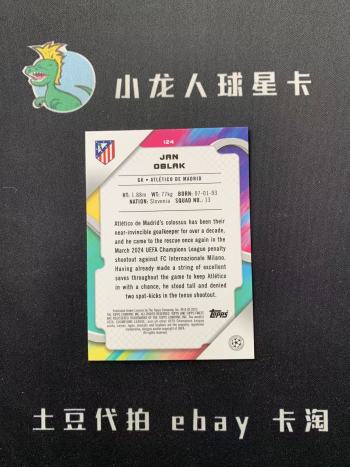 小龙人球星卡
124
JAN
OBLAK
GK • ATLÉTICO DE MADRID
HT: 1.88m WT: 77kg BORN: 07-01-93
NATION: Slovenia SQUAD NO.: 13
Atlético de Madrid's colossus has been their
near-invincible goalkeeper for over a decade,
and he came to the rescue once again in the
March 2024 UEFA Champions League penalty
shootout against FC Internazionale Milano.
Having already made a string of excellent
saves throughout the game to keep Atlético
in with a chance, he stood tall and denied
two spot-kicks in the tense shootout.
topps
土豆代拍 ebay 卡淘